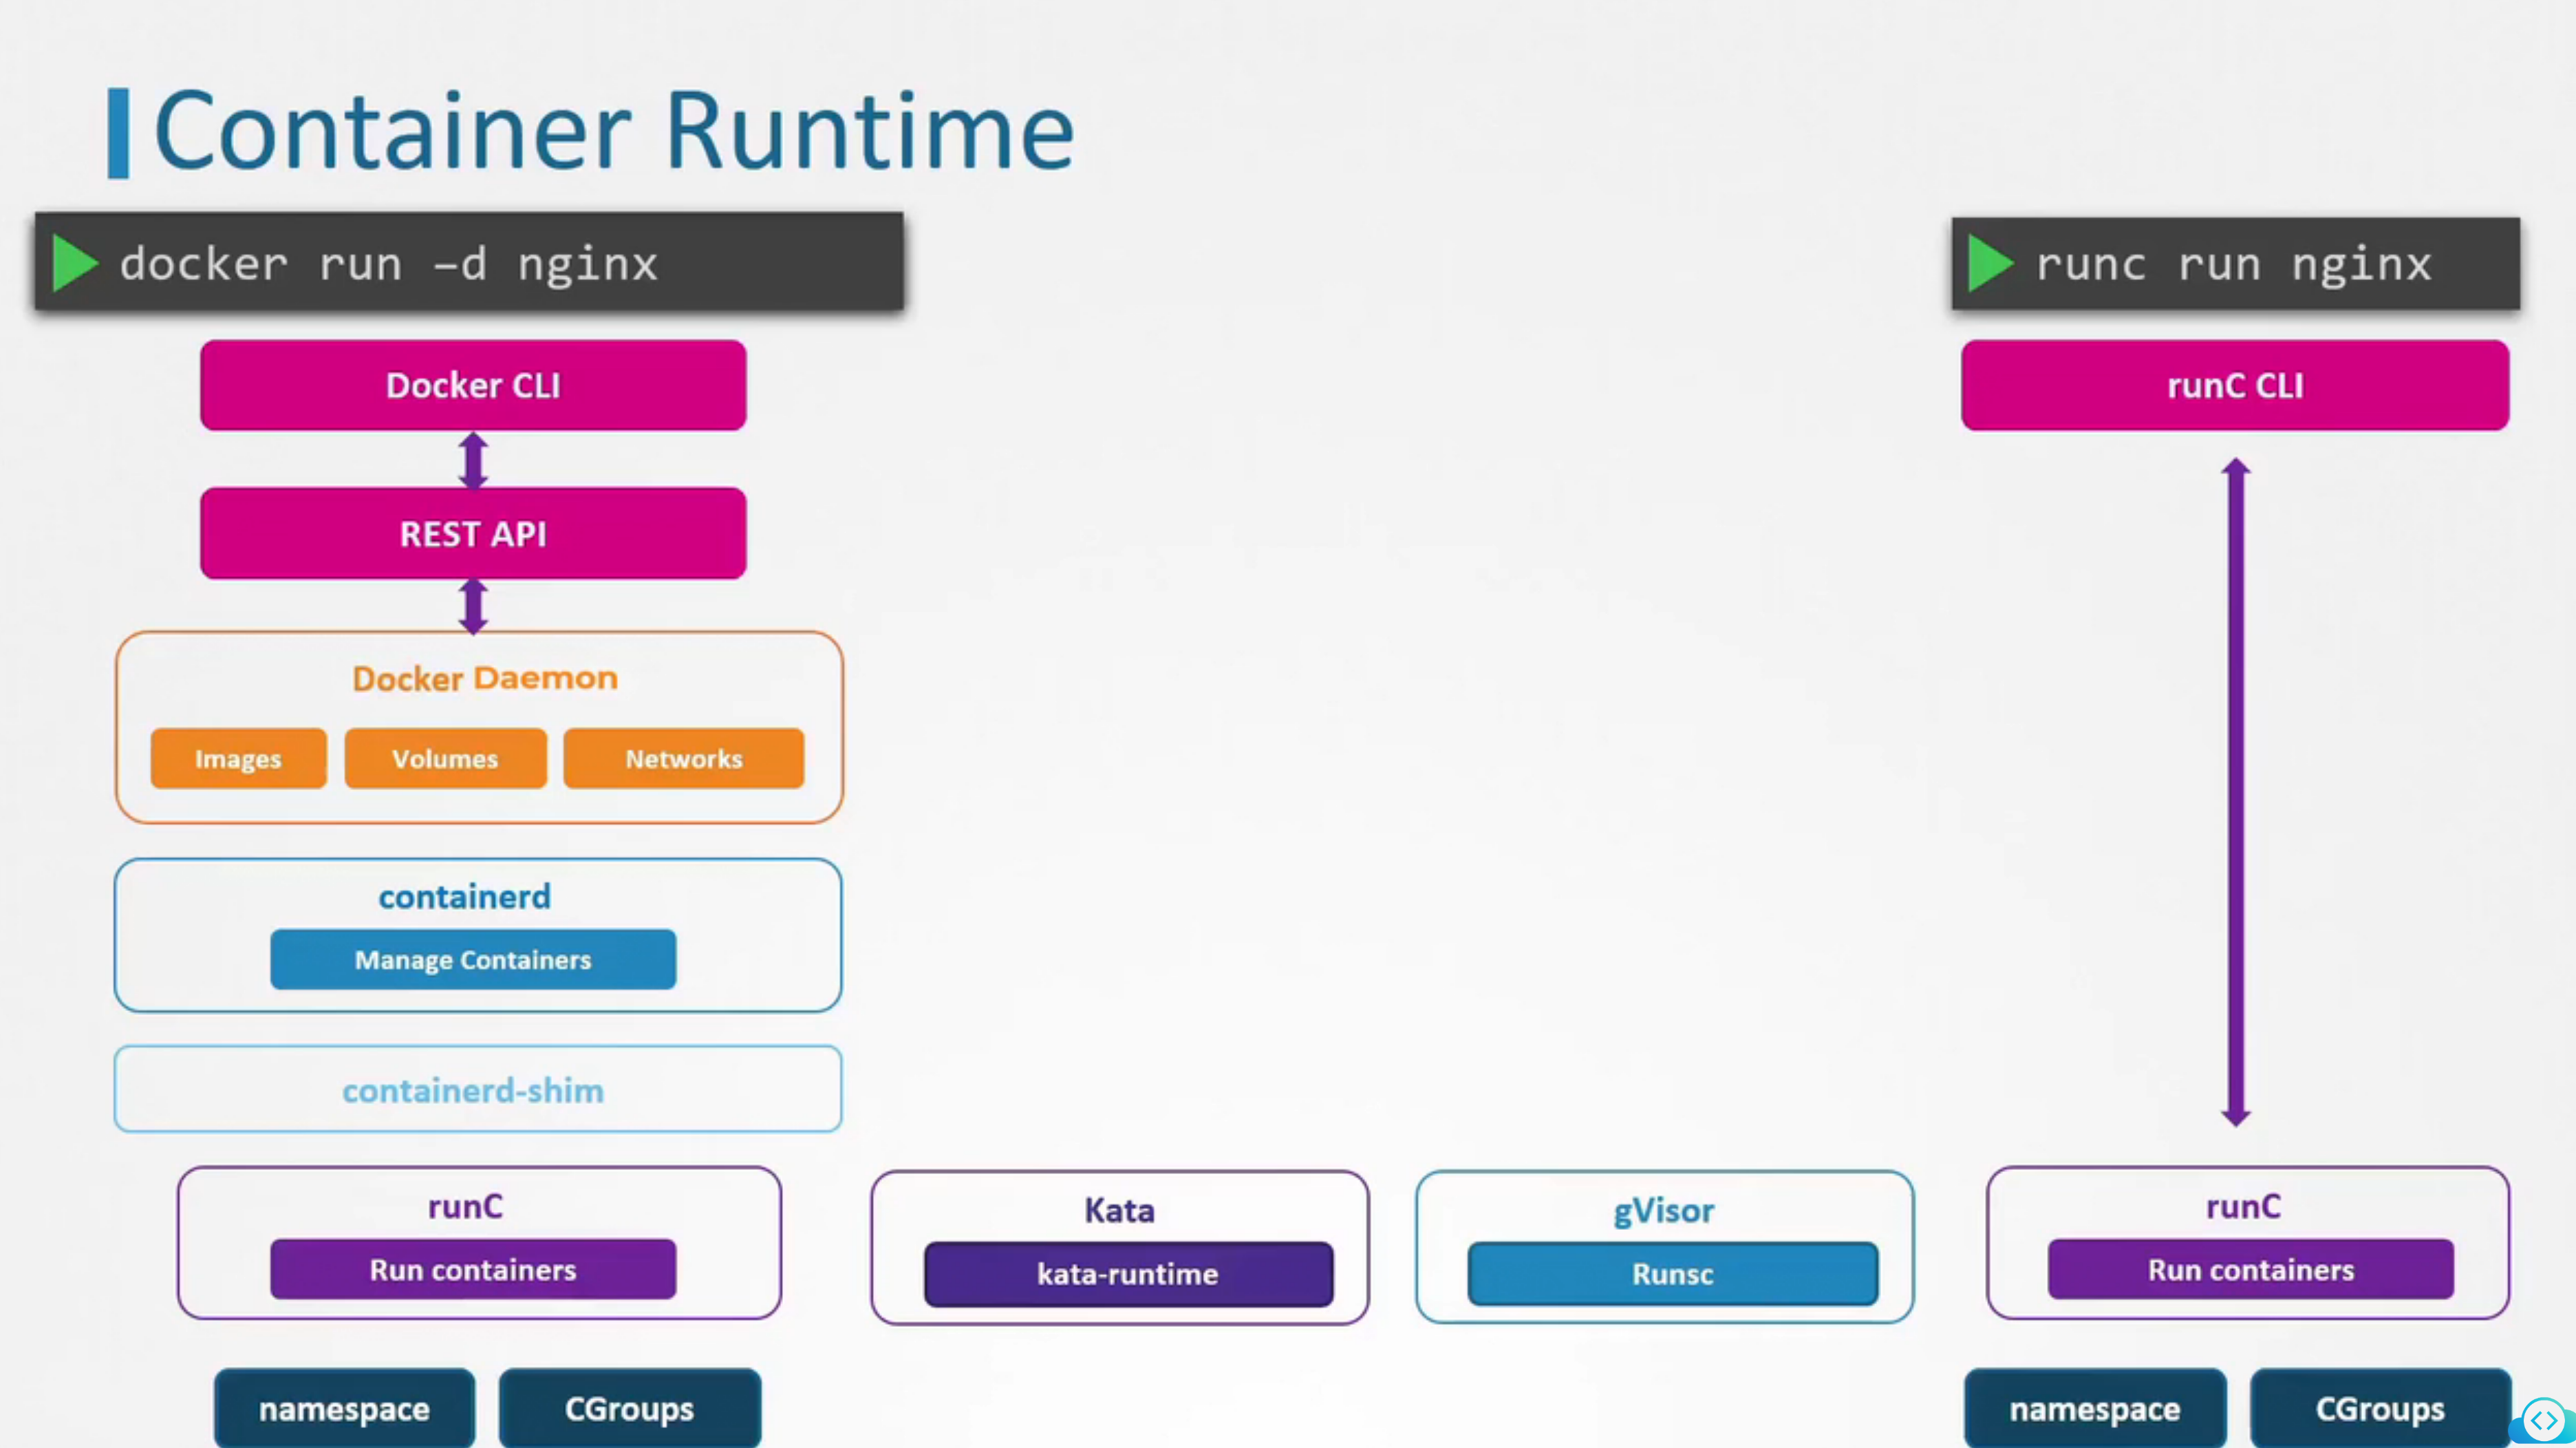 Container Runtime
docker run –d nginx
runc run nginx
Docker CLI
runC CLI
REST API
Docker Daemon
Images
Volumes
Networks
containerd
Manage Containers
containerd-shim
runC
Run containers
Kata
kata-runtime
gVisor
Runsc
runC
Run containers
namespace
CGroups
namespace
CGroups